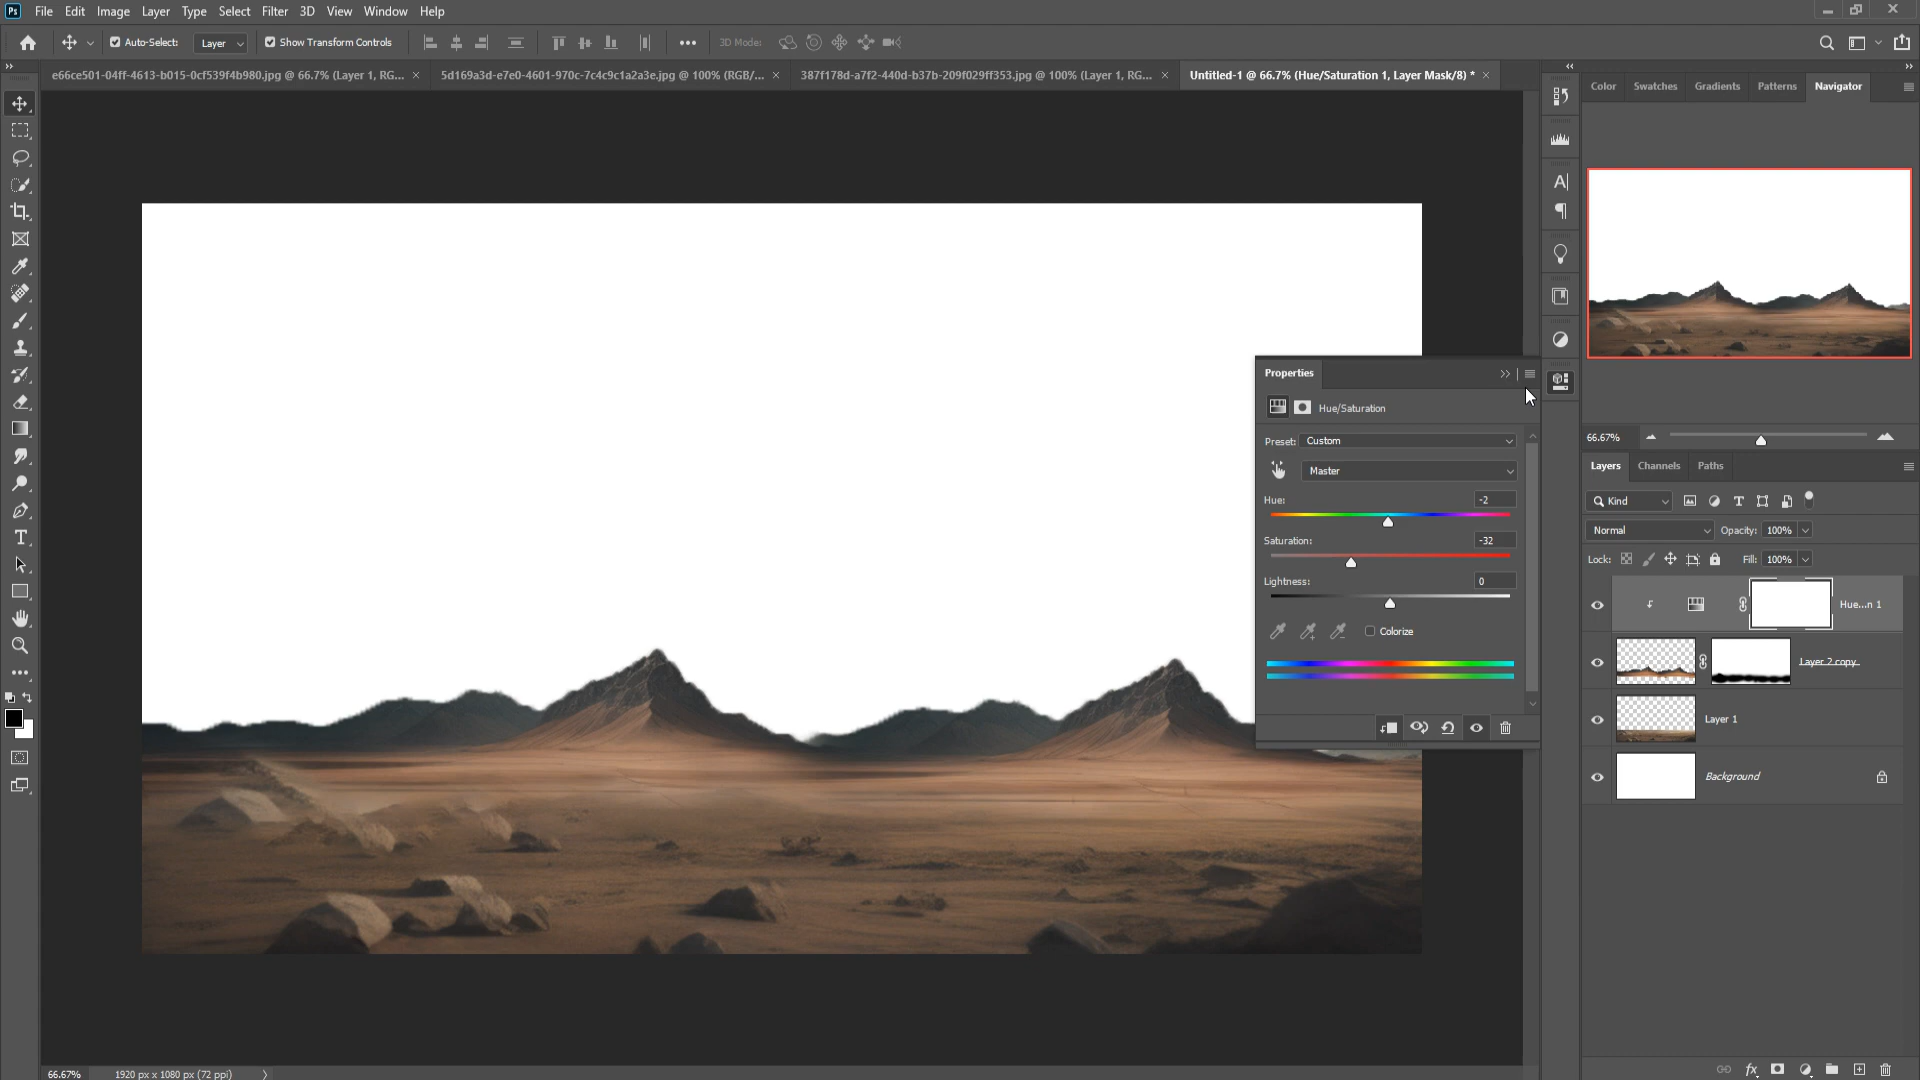 Ps File Edit Image Layer Type Select Filter 3D View Window Help
Auto-Select: Layer Show Transform Controls 3D Mode:
e66ce501-04ff-4613-b015-0cf539f4b980.jpg @ 66.7% (Layer 1, RG... × 5d169a3d-e7e0-4601-970c-7c4c9c1a2a3e.jpg @ 100% (RGB/... × 387f178d-a7f2-440d-b37b-209f029ff353.jpg @ 100% (Layer 1, RG... × Untitled-1 @ 66.7% (Hue/Saturation 1, Layer Mask/8) * ×
Color Swatches Gradients Patterns Navigator
Properties
Hue/Saturation
Preset: Custom
Master
Hue: -2
Saturation: -32
Lightness: 0
Colorize
66.67%
Layers Channels Paths
Kind
Normal Opacity: 100%
Lock: Fill: 100%
Hue...n 1
Layer 2 copy
Layer 1
Background
66.67% 1920 px x 1080 px (72 ppi)